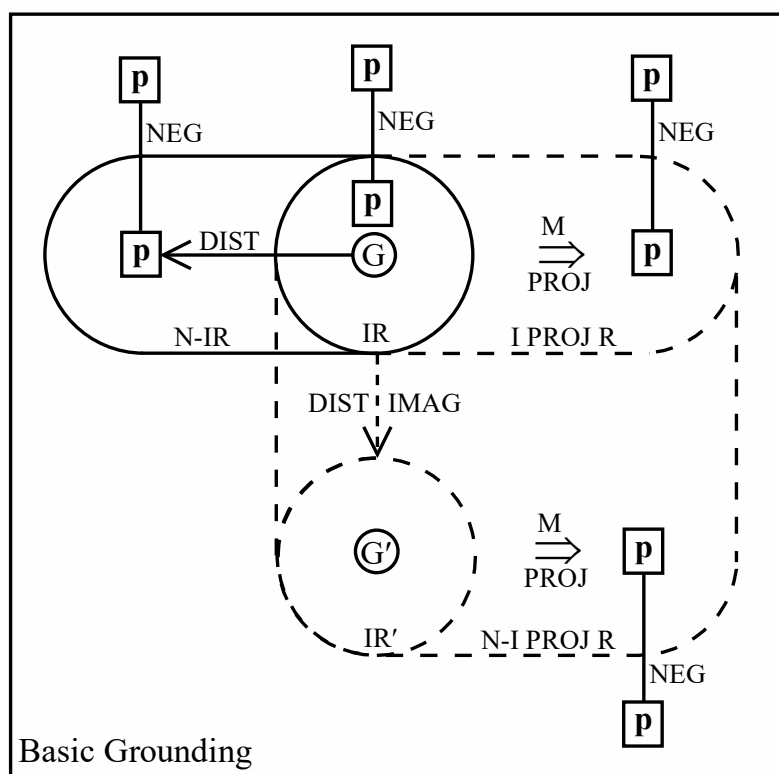 p p p
NEG NEG NEG
p
DIST G M
p p
PROJ
N-IR IR I PROJ R
DIST IMAG
M
G′ p
PROJ
IR′ N-I PROJ R
NEG
p
Basic Grounding